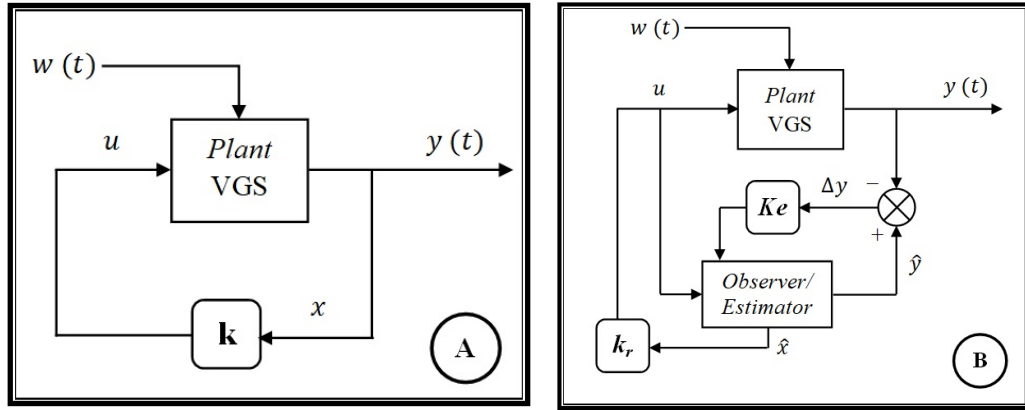 w (t)
u
Plant
VGS
y (t)
k
x
A
w (t)
u
Plant
VGS
y (t)
Ke
Δy
−
+
ŷ
Observer/
Estimator
k_r
x̂
B